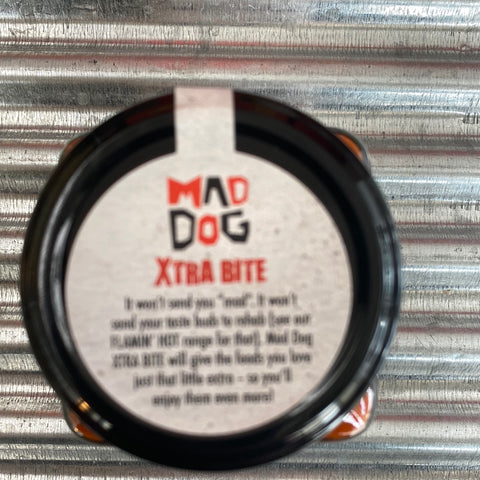 MAD
DOG
XTRA BITE
It won't send you "mad". It won't
send your taste buds to rehab (see our
FLAMIN' HOT range for that). Mad Dog
XTRA BITE will give the foods you love
just that little extra – so you'll
enjoy them even more!